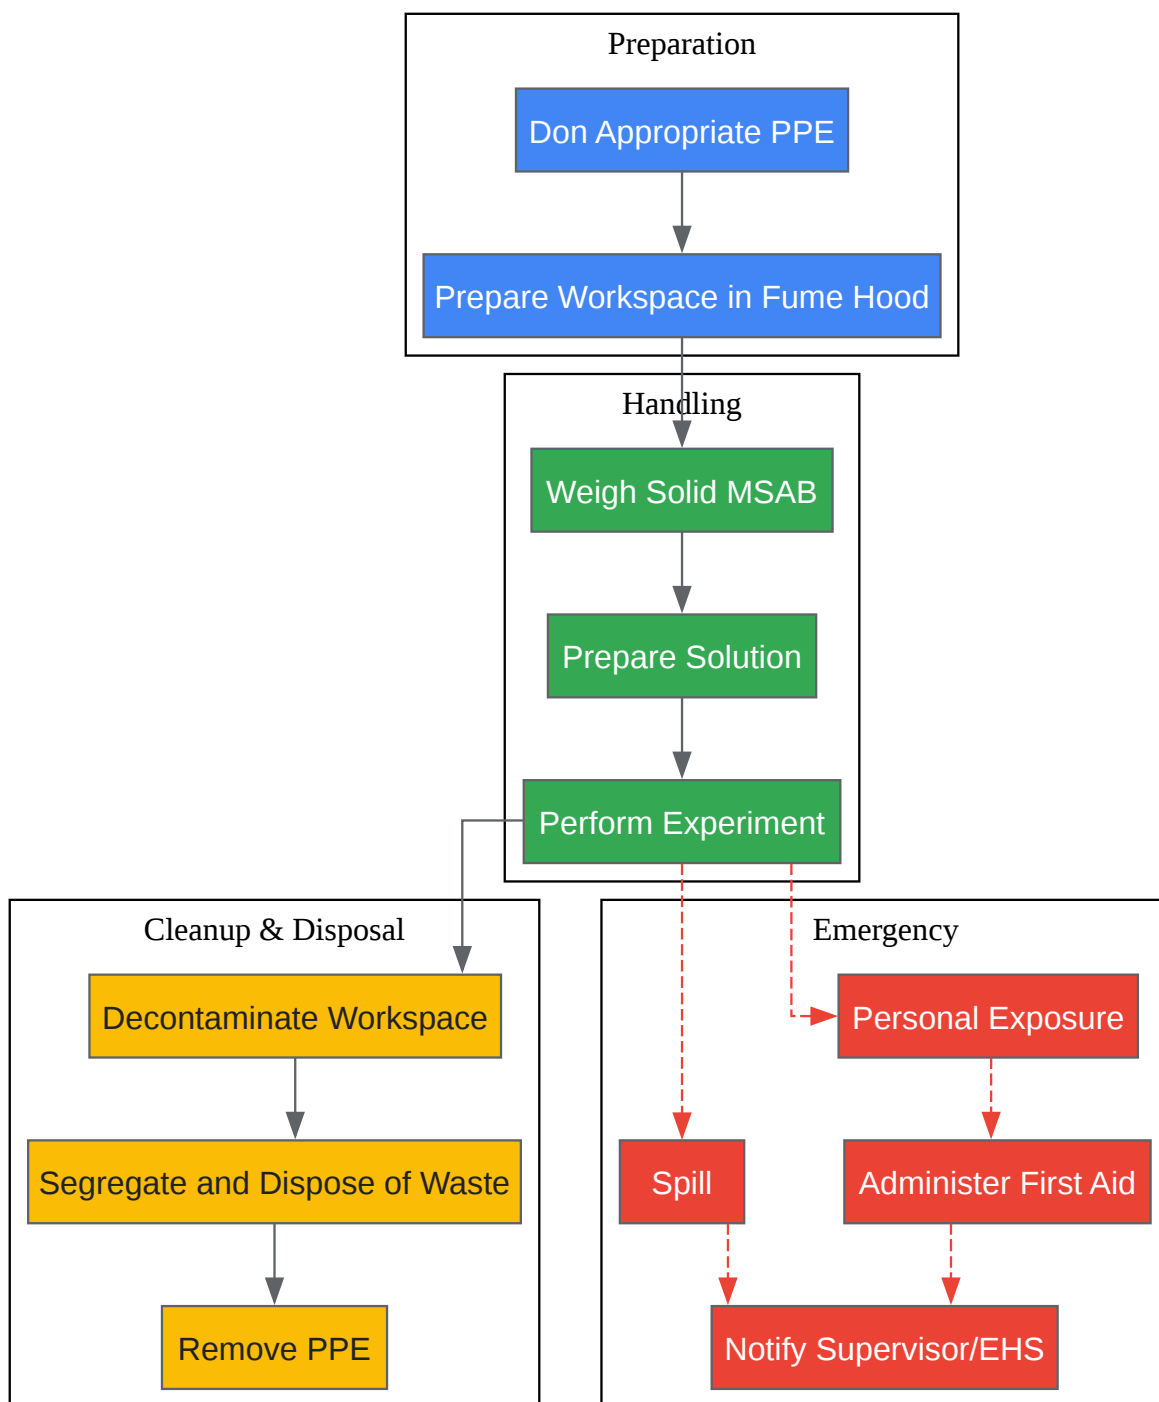 Preparation
Don Appropriate PPE
Prepare Workspace in Fume Hood
Handling
Weigh Solid MSAB
Prepare Solution
Perform Experiment
Cleanup & Disposal
Decontaminate Workspace
Segregate and Dispose of Waste
Remove PPE
Emergency
Personal Exposure
Spill
Administer First Aid
Notify Supervisor/EHS